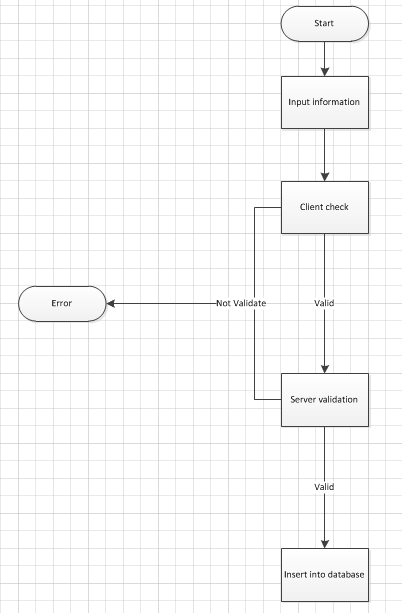 Start
Input information
Client check
Error
Not Validate
Valid
Server validation
Valid
Insert into database